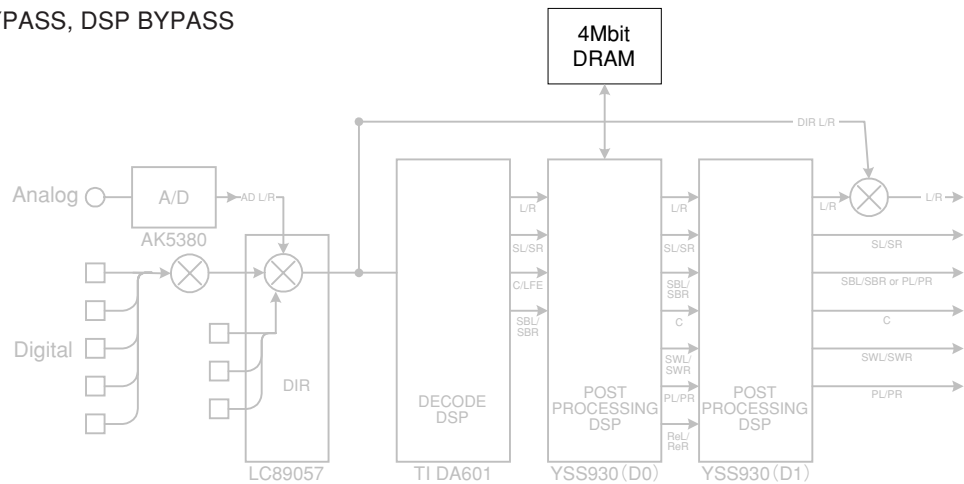 YPASS, DSP BYPASS
4Mbit
DRAM
DIR L/R
Analog
A/D
AD L/R
AK5380
L/R
L/R
L/R
L/R
SL/SR
SL/SR
SL/SR
C/LFE
SBL/
SBR
SBL/SBR or PL/PR
SBL/
SBR
C
C
Digital
DIR
SWL/
SWR
SWL/SWR
DECODE
DSP
POST
PROCESSING
DSP
PL/PR
POST
PROCESSING
DSP
PL/PR
ReL/
ReR
LC89057
TI DA601
YSS930 (D0)
YSS930 (D1)